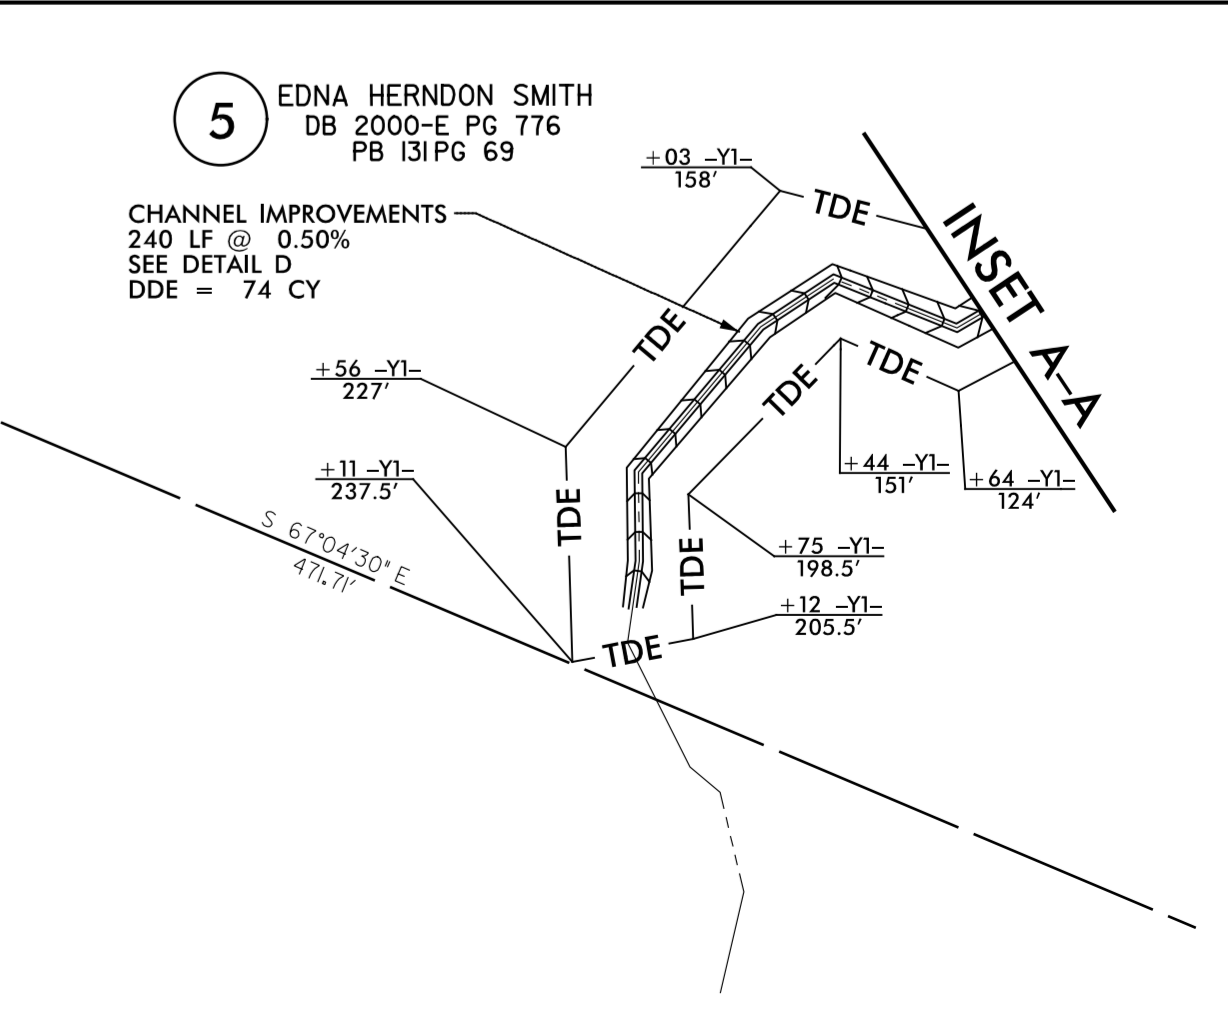 5
EDNA HERNDON SMITH
DB 2000-E PG 776
PB 131 PG 69
CHANNEL IMPROVEMENTS
240 LF @ 0.50%
SEE DETAIL D
DDE = 74 CY
+03 -Y1-
158'
TDE
INSET A-A
TDE
+56 -Y1-
227'
TDE
TDE
+11 -Y1-
237.5'
+44 -Y1-
151'
+64 -Y1-
124'
TDE
S 67°04'30" E
471.71'
TDE
+75 -Y1-
198.5'
+12 -Y1-
205.5'
TDE